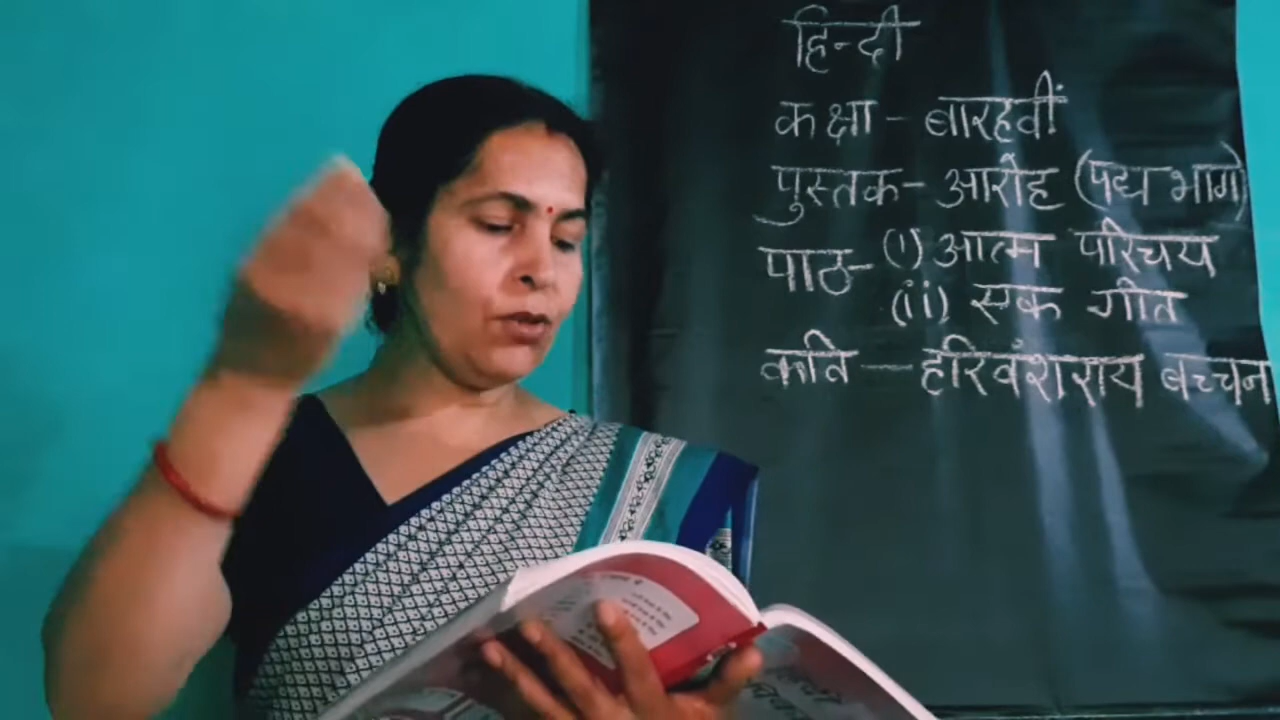 हिन्दी
कक्षा - बारहवीं
पुस्तक - आरोह (पद्य भाग)
पाठ - (i) आत्म परिचय
(ii) एक गीत
कवि — हरिवंशराय बच्चन